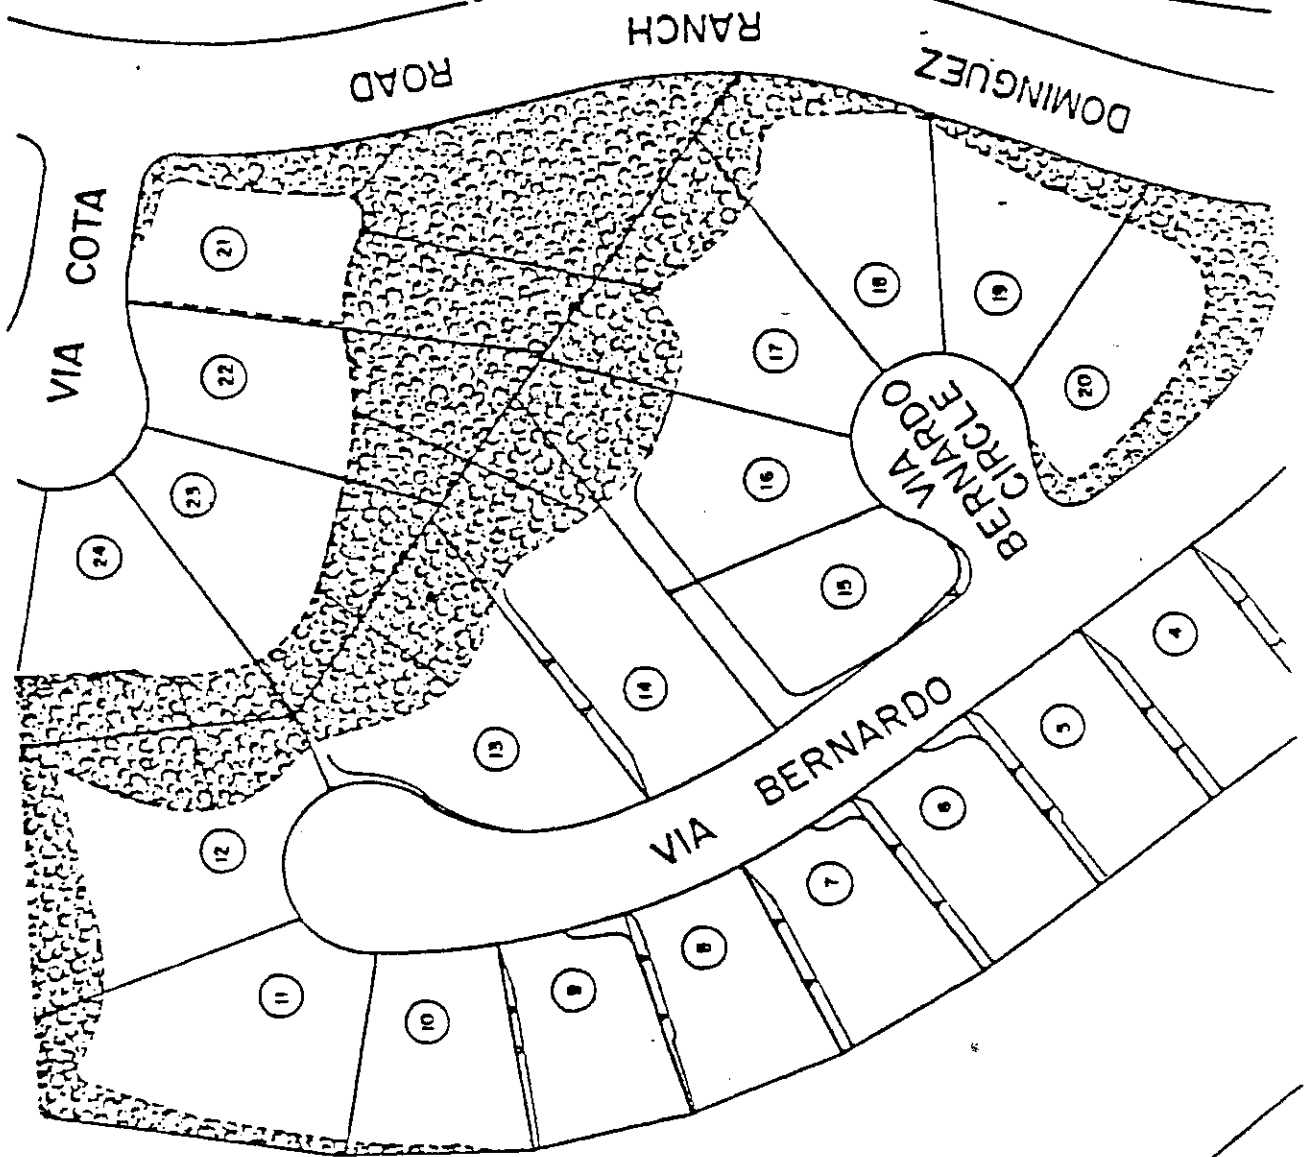 DOMINGUEZ
RANCH
ROAD
VIA COTA
VIA
BERNARDO
CIRCLE
VIA BERNARDO
21
22
23
24
18
19
17
20
16
15
14
13
12
11
10
9
8
7
6
5
4